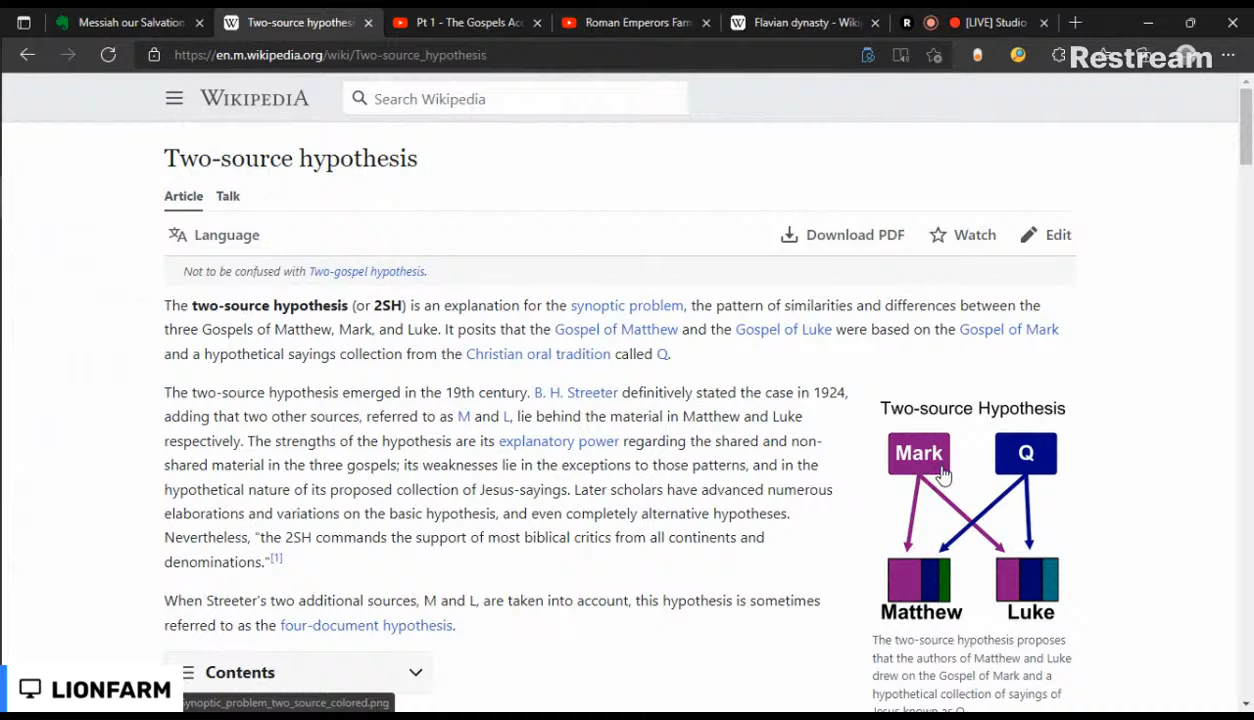 Messiah our Salvation
Two-source hypothesis
Pt 1 - The Gospels Ac
Roman Emperors Fam
Flavian dynasty - Wiki
[LIVE] Studio
https://en.m.wikipedia.org/wiki/Two-source_hypothesis
Restream
WIKIPEDIA
Search Wikipedia
Two-source hypothesis
Article Talk
Language Download PDF Watch Edit
Not to be confused with Two-gospel hypothesis.
The two-source hypothesis (or 2SH) is an explanation for the synoptic problem, the pattern of similarities and differences between the
three Gospels of Matthew, Mark, and Luke. It posits that the Gospel of Matthew and the Gospel of Luke were based on the Gospel of Mark
and a hypothetical sayings collection from the Christian oral tradition called Q.
The two-source hypothesis emerged in the 19th century. B. H. Streeter definitively stated the case in 1924,
adding that two other sources, referred to as M and L, lie behind the material in Matthew and Luke
respectively. The strengths of the hypothesis are its explanatory power regarding the shared and non-
shared material in the three gospels; its weaknesses lie in the exceptions to those patterns, and in the
hypothetical nature of its proposed collection of Jesus-sayings. Later scholars have advanced numerous
elaborations and variations on the basic hypothesis, and even completely alternative hypotheses.
Nevertheless, "the 2SH commands the support of most biblical critics from all continents and
denominations."[1]
When Streeter's two additional sources, M and L, are taken into account, this hypothesis is sometimes
referred to as the four-document hypothesis.
Contents
Two-source Hypothesis
Mark Q
Matthew Luke
The two-source hypothesis proposes
that the authors of Matthew and Luke
drew on the Gospel of Mark and a
hypothetical collection of sayings of
Jesus known as Q.
LIONFARM
synoptic_problem_two_source_colored.png